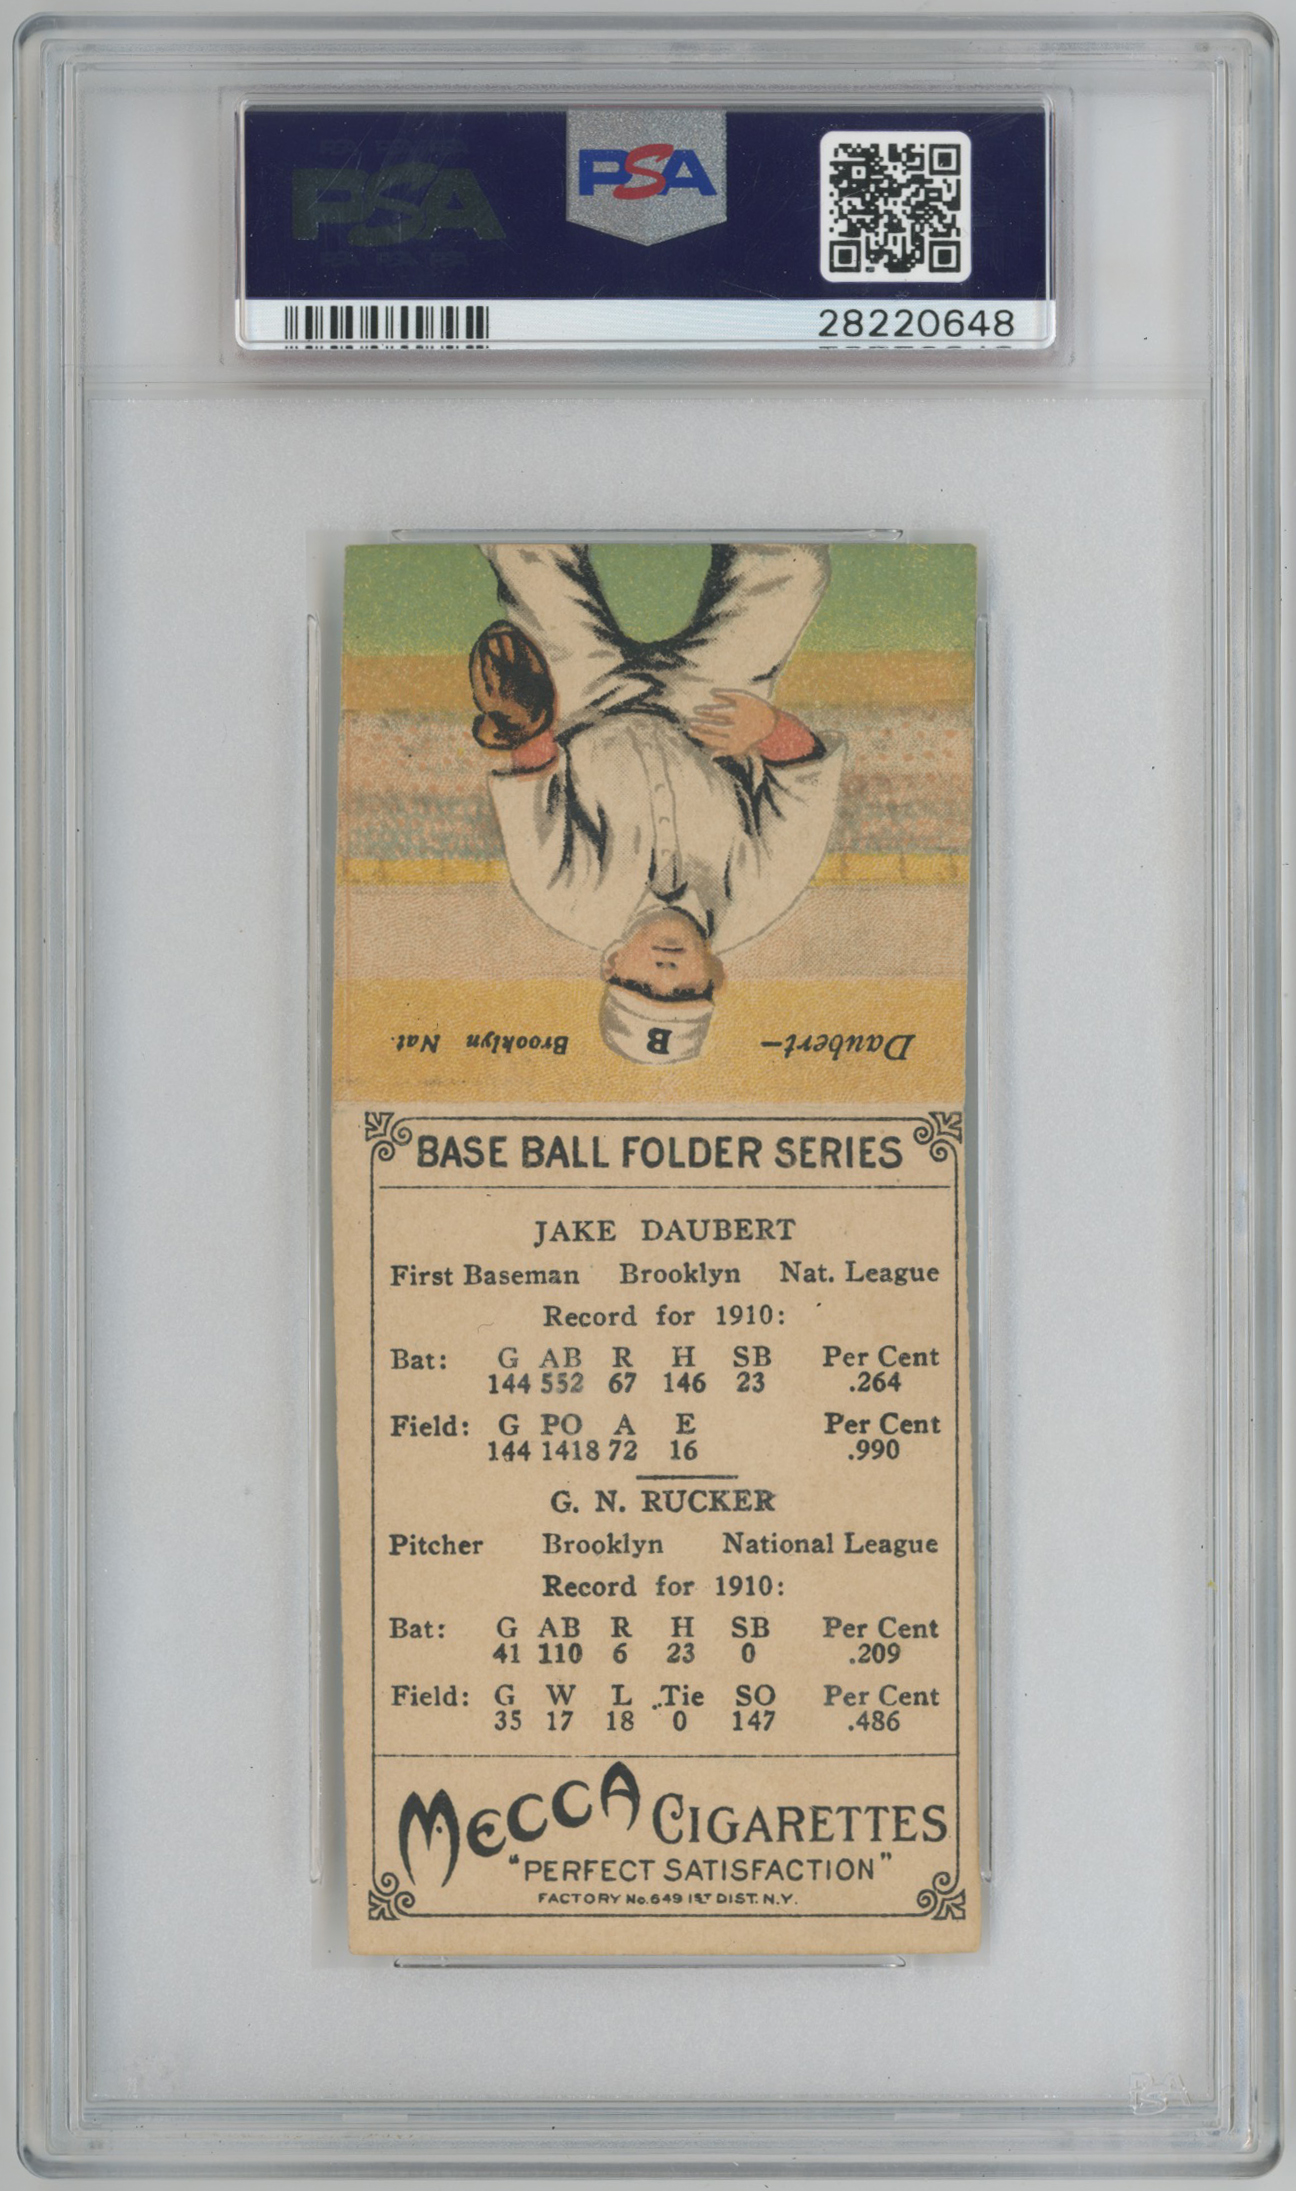 PSA
PSA
28220648
Daubert— Brooklyn Nat.
B
BASE BALL FOLDER SERIES
JAKE DAUBERT
First Baseman Brooklyn Nat. League
Record for 1910:
Bat: G AB R H SB Per Cent
144 552 67 146 23 .264
Field: G PO A E Per Cent
144 1418 72 16 .990
G. N. RUCKER
Pitcher Brooklyn National League
Record for 1910:
Bat: G AB R H SB Per Cent
41 110 6 23 0 .209
Field: G W L Tie SO Per Cent
35 17 18 0 147 .486
MECCA CIGARETTES
"PERFECT SATISFACTION"
FACTORY No. 649 1ST DIST. N.Y.
PSA